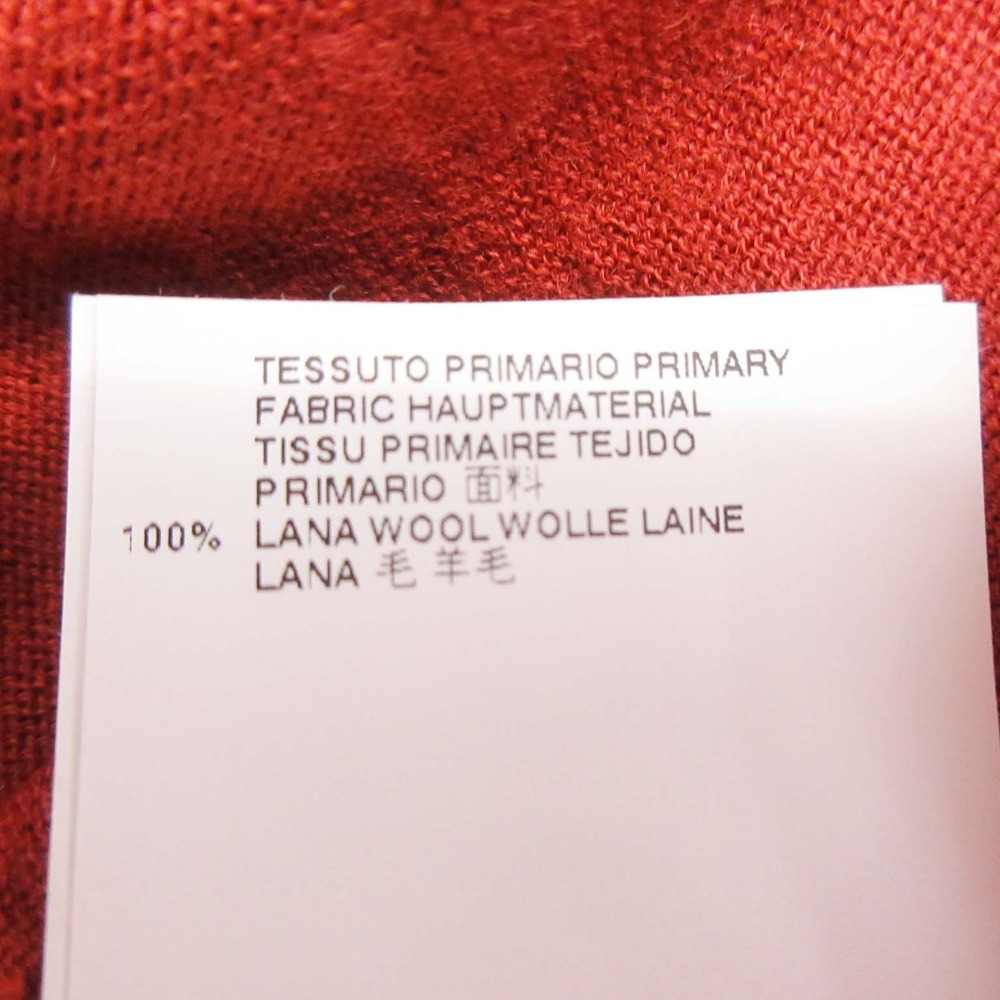 TESSUTO PRIMARIO PRIMARY
FABRIC HAUPTMATERIAL
TISSU PRIMAIRE TEJIDO
PRIMARIO 面料
100% LANA WOOL WOLLE LAINE
LANA 毛 羊毛